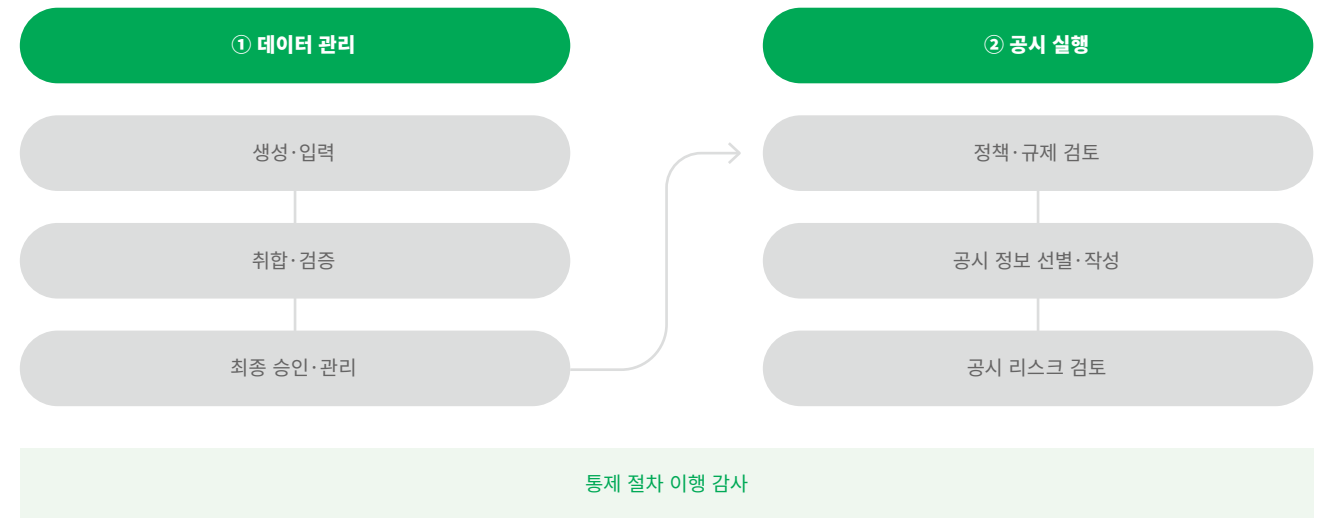 ① 데이터 관리
생성·입력
취합·검증
최종 승인·관리
② 공시 실행
정책·규제 검토
공시 정보 선별·작성
공시 리스크 검토
통제 절차 이행 감사